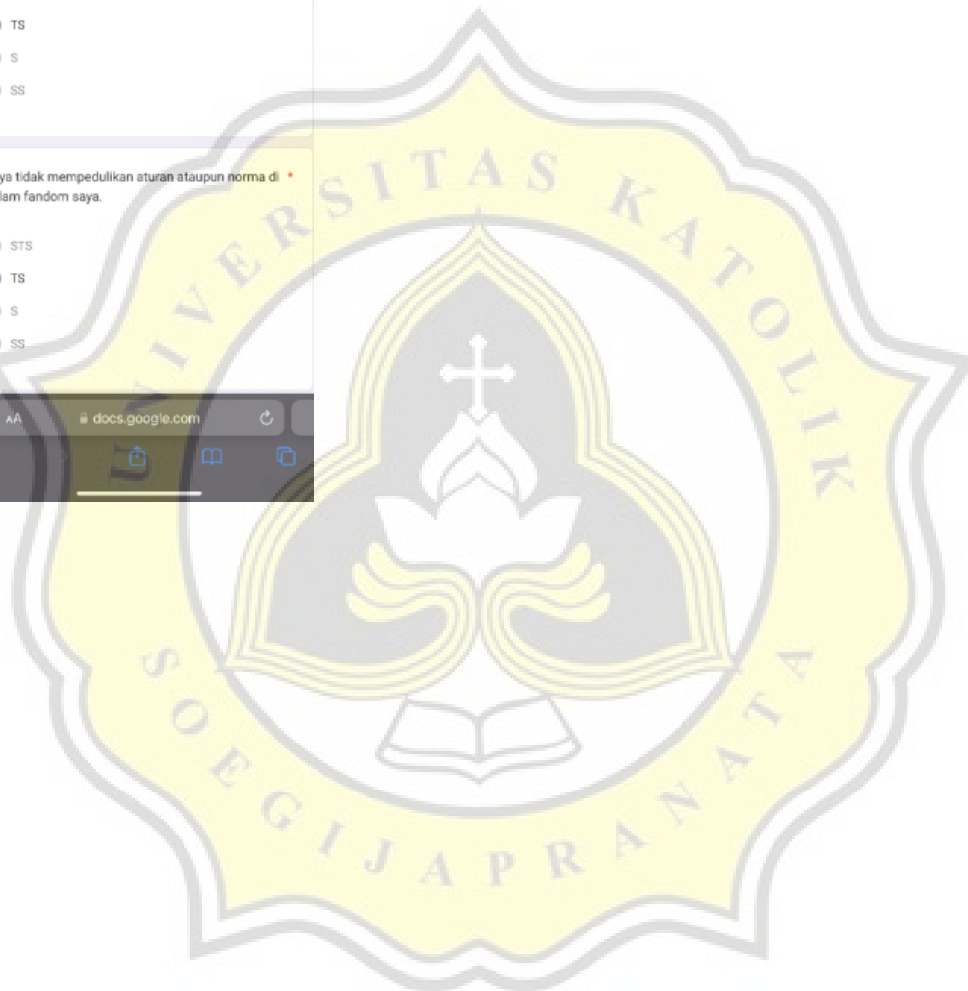 TS
S
SS
ya tidak mempedulikan aturan ataupun norma di *
lam fandom saya.
STS
TS
S
SS
AA docs.google.com
UNIVERSITAS KATOLIK
SOEGIJAPRANATA